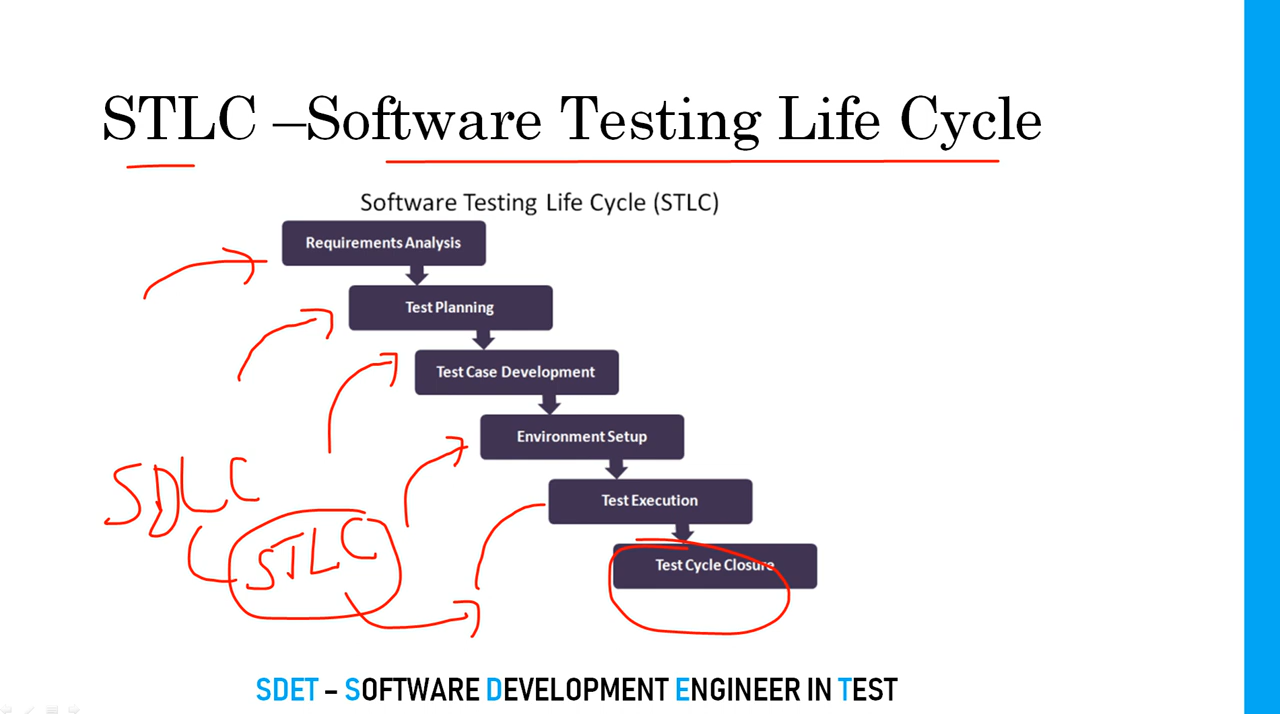 STLC –Software Testing Life Cycle
Software Testing Life Cycle (STLC)
Requirements Analysis
Test Planning
Test Case Development
Environment Setup
SDLC
Test Execution
STLC
Test Cycle Closure
SDET – SOFTWARE DEVELOPMENT ENGINEER IN TEST